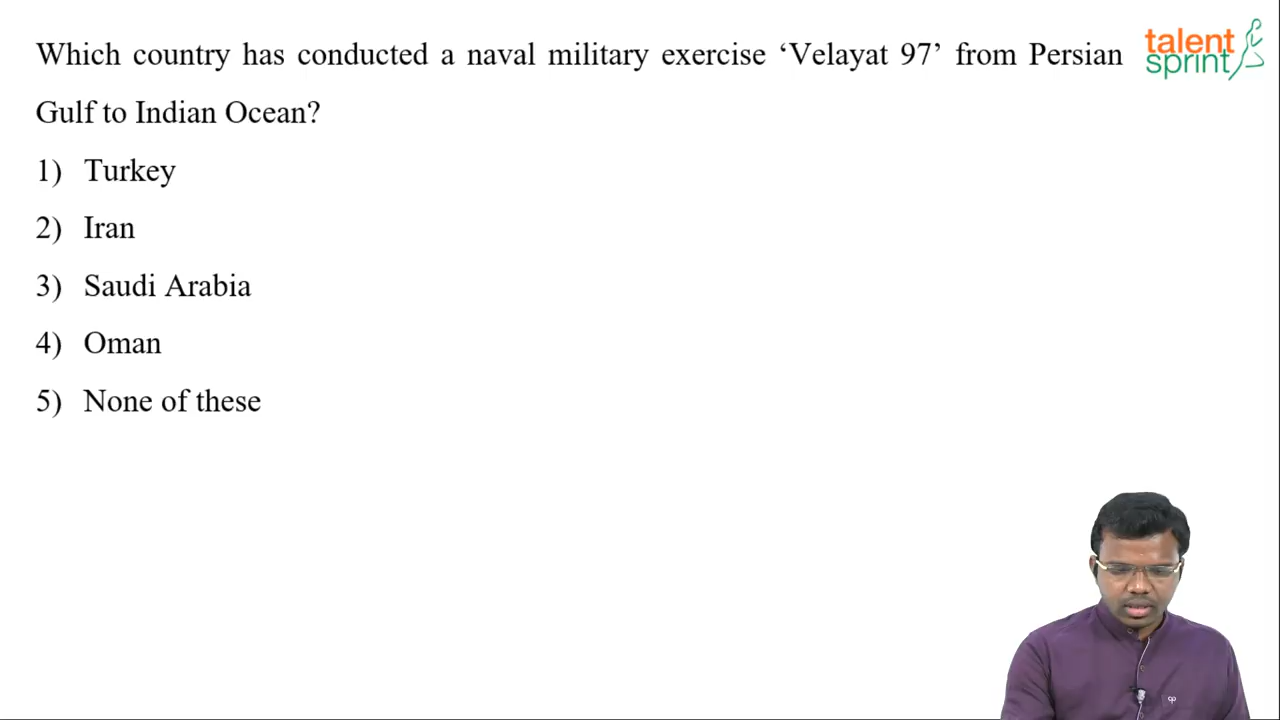 Which country has conducted a naval military exercise ‘Velayat 97’ from Persian
Gulf to Indian Ocean?
1) Turkey
2) Iran
3) Saudi Arabia
4) Oman
5) None of these
talent
sprint